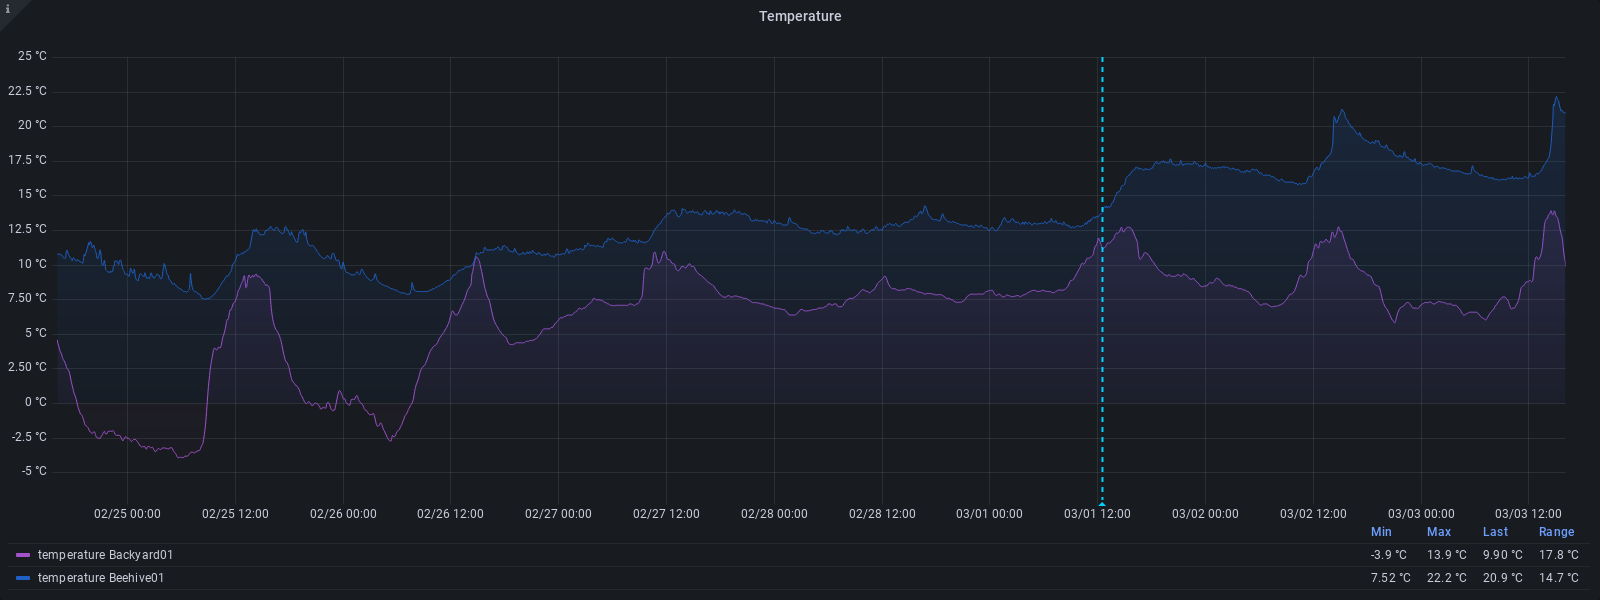 i
Temperature
25 °C
22.5 °C
20 °C
17.5 °C
15 °C
12.5 °C
10 °C
7.50 °C
5 °C
2.50 °C
0 °C
-2.5 °C
-5 °C
02/25 00:00 02/25 12:00 02/26 00:00 02/26 12:00 02/27 00:00 02/27 12:00 02/28 00:00 02/28 12:00 03/01 00:00 03/01 12:00 03/02 00:00 03/02 12:00 03/03 00:00 03/03 12:00
Min Max Last Range
temperature Backyard01 -3.9 °C 13.9 °C 9.90 °C 17.8 °C
temperature Beehive01 7.52 °C 22.2 °C 20.9 °C 14.7 °C